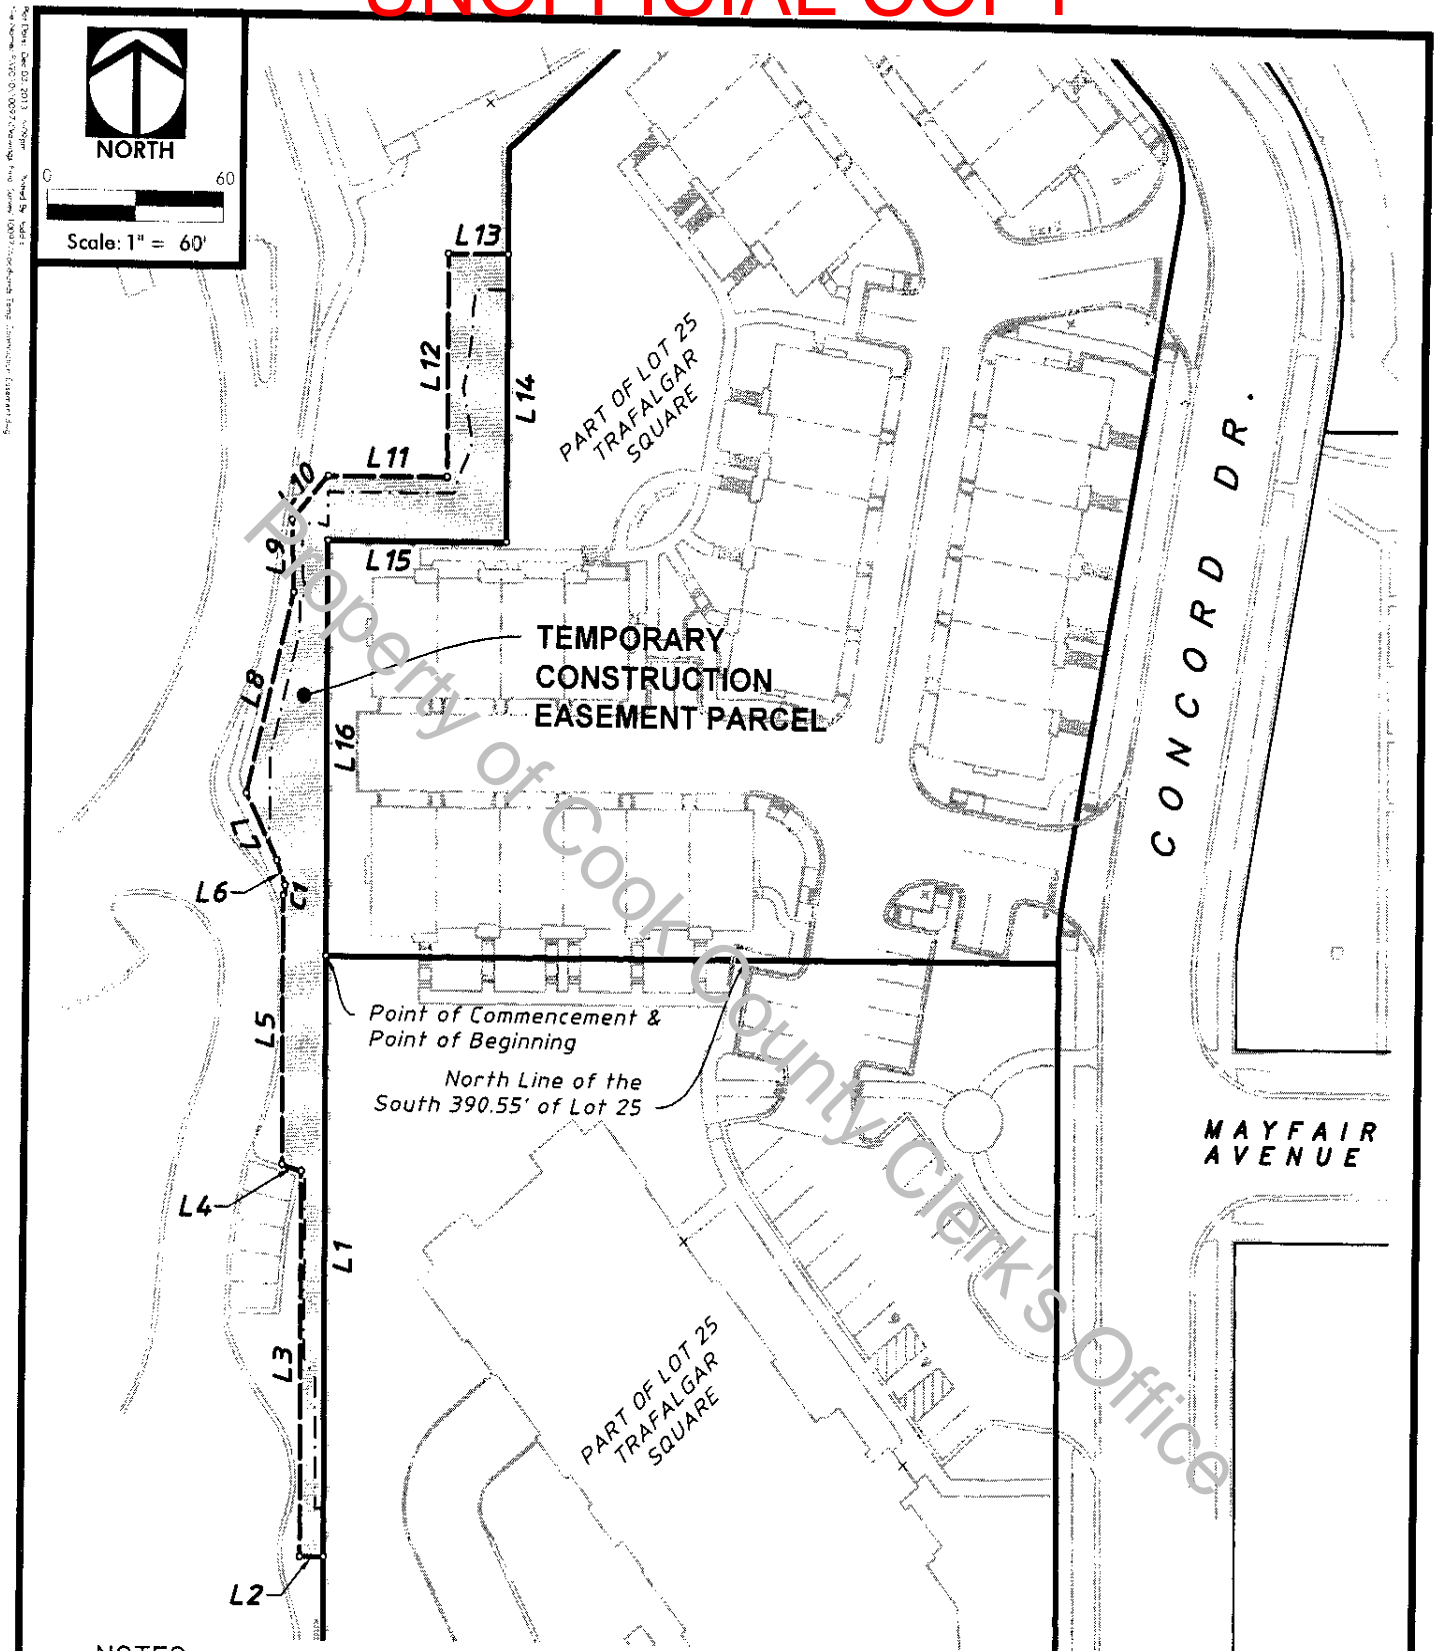 UNOFFICIAL COPY
NORTH
0 60
Scale: 1" = 60'
L13
L12
L14
L11
L10
L9
L15
L8
L16
L7
L6
C1
L5
L4
L1
L3
L2
PART OF LOT 25
TRAFALGAR
SQUARE
TEMPORARY
CONSTRUCTION
EASEMENT PARCEL
CONCORD DR.
Point of Commencement &
Point of Beginning
North Line of the
South 390.55' of Lot 25
MAYFAIR
AVENUE
PART OF LOT 25
TRAFALGAR
SQUARE
Property of Cook County Clerk's Office
NOTES